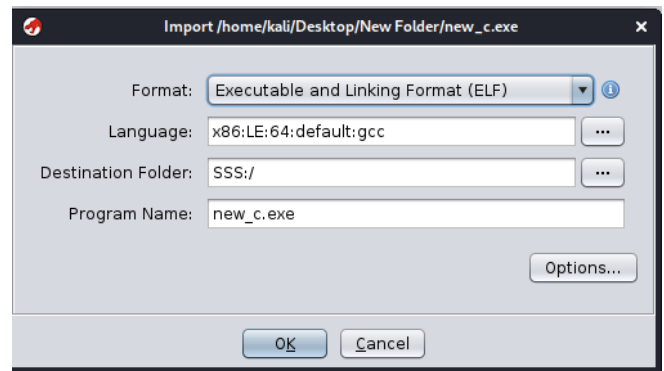 Import /home/kali/Desktop/New Folder/new_c.exe
Format: Executable and Linking Format (ELF)
Language: x86:LE:64:default:gcc ...
Destination Folder: SSS:/ ...
Program Name: new_c.exe
Options...
OK Cancel